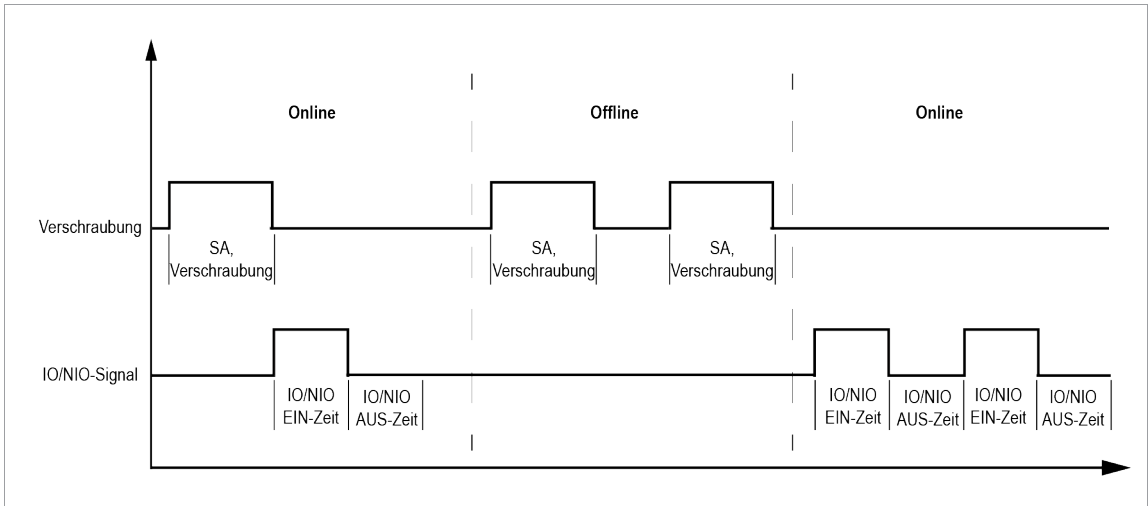 Online
Offline
Online
Verschraubung
SA,
Verschraubung
SA,
Verschraubung
SA,
Verschraubung
IO/NIO-Signal
IO/NIO
EIN-Zeit
IO/NIO
AUS-Zeit
IO/NIO
EIN-Zeit
IO/NIO
AUS-Zeit
IO/NIO
EIN-Zeit
IO/NIO
AUS-Zeit